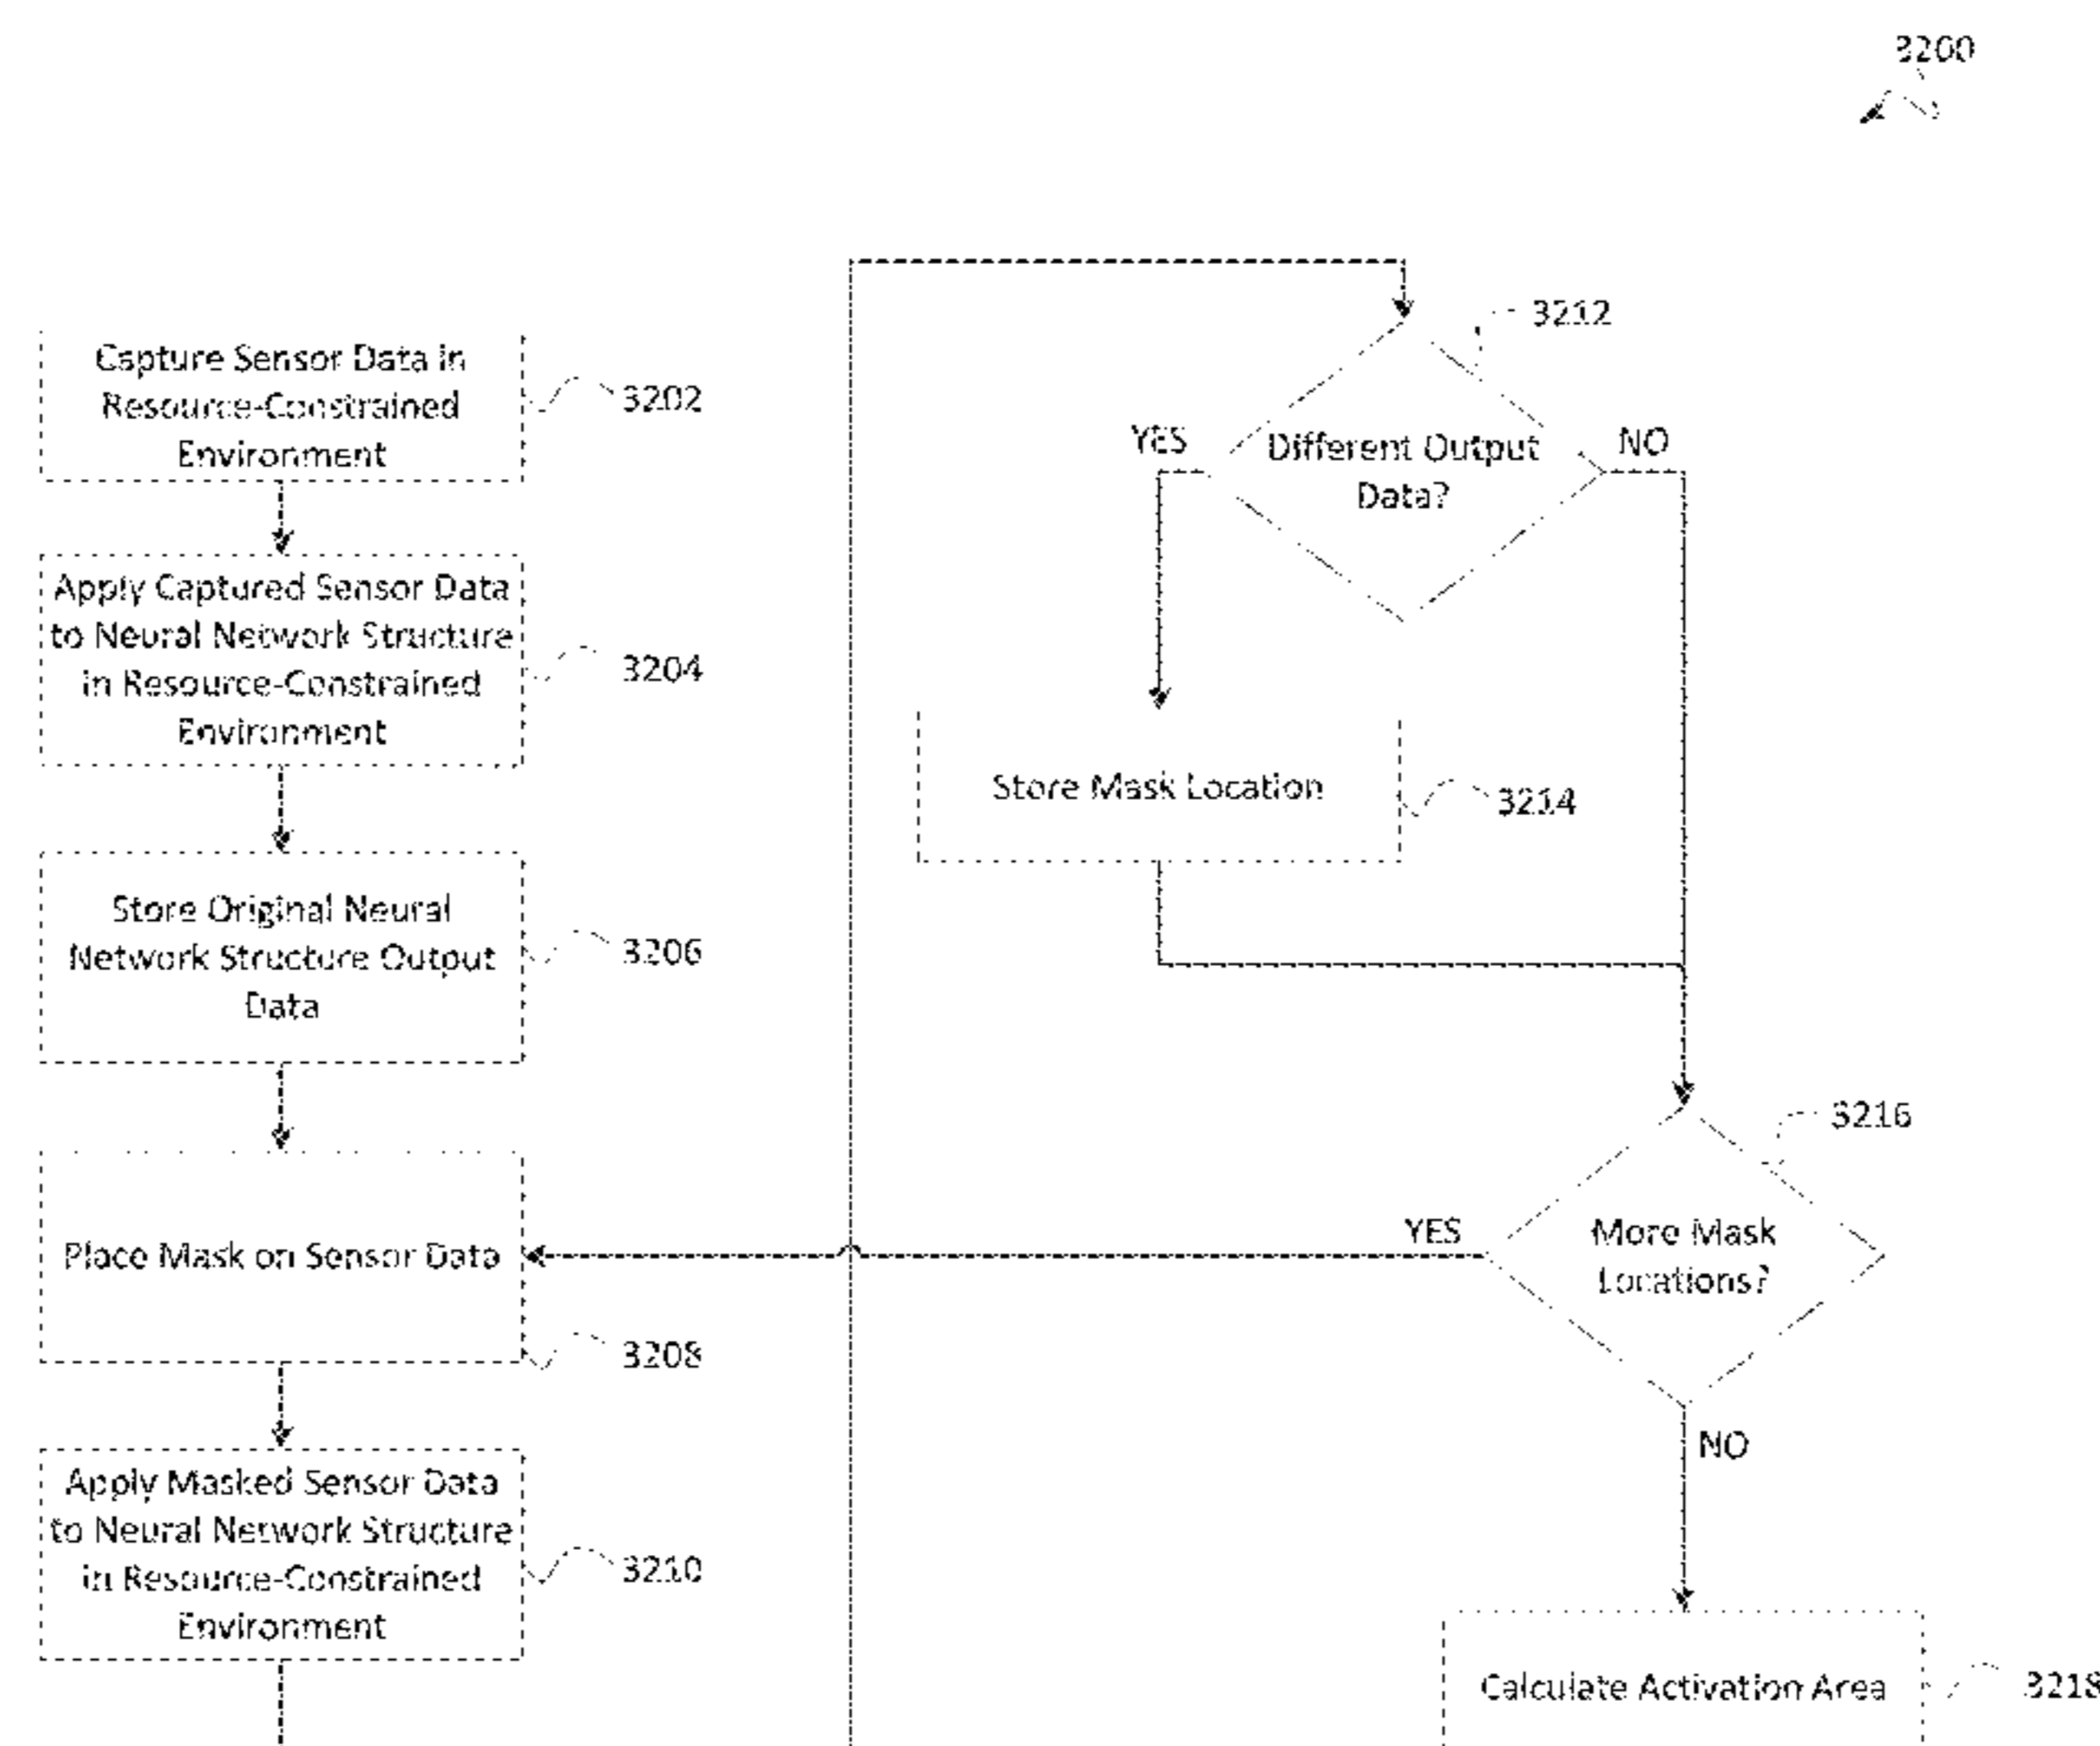 3200
Capture Sensor Data in
Resource-Constrained
Environment
3202
Apply Captured Sensor Data
to Neural Network Structure
in Resource-Constrained
Environment
3204
Store Original Neural
Network Structure Output
Data
3206
Place Mask on Sensor Data
3208
Apply Masked Sensor Data
to Neural Network Structure
in Resource-Constrained
Environment
3210
3212
Different Output
Data?
YES
NO
Store Mask Location
3214
3216
More Mask
Locations?
YES
NO
Calculate Activation Area
3218